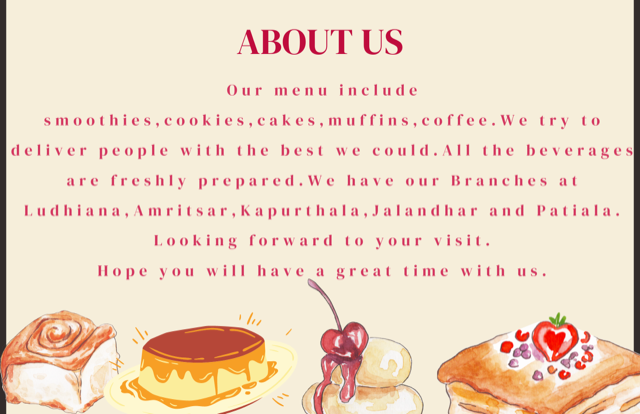 ABOUT US
Our menu include
smoothies,cookies,cakes,muffins,coffee.We try to
deliver people with the best we could.All the beverages
are freshly prepared.We have our Branches at
Ludhiana,Amritsar,Kapurthala,Jalandhar and Patiala.
Looking forward to your visit.
Hope you will have a great time with us.